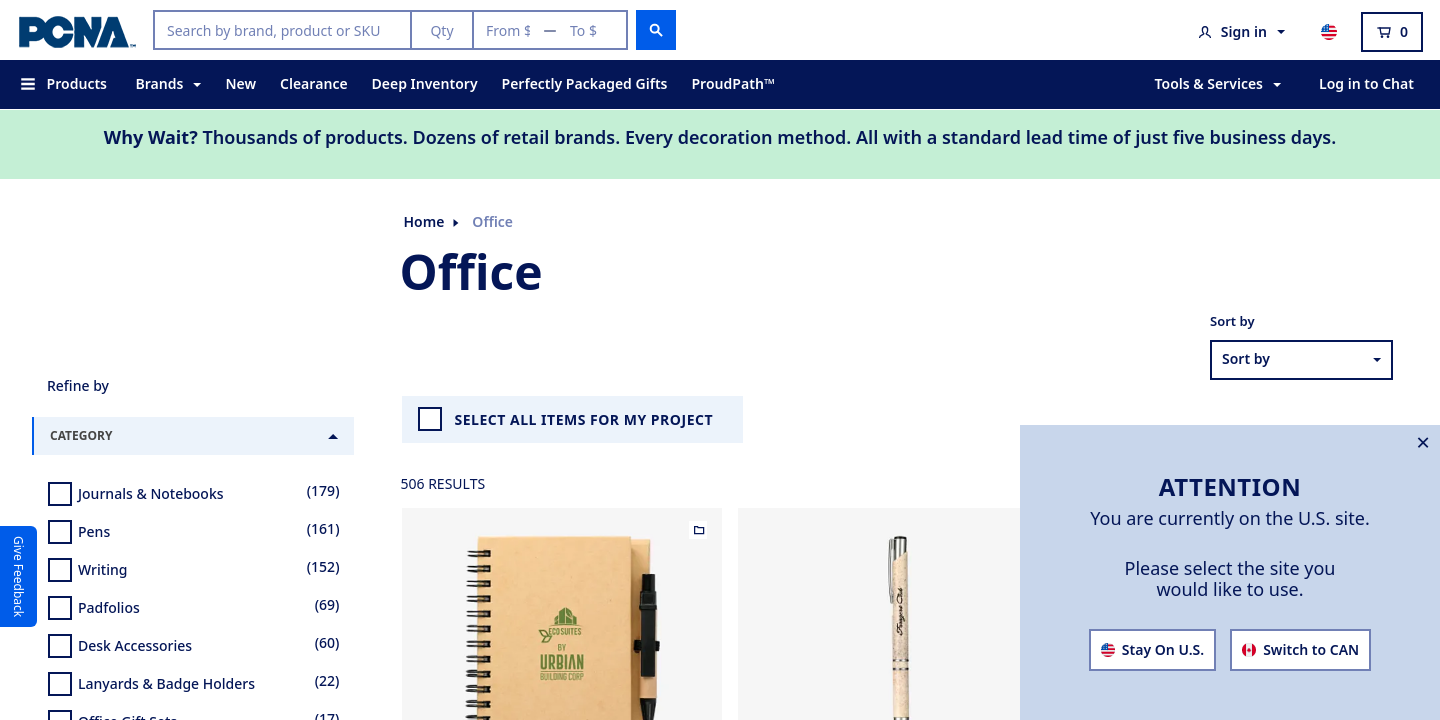 PCNA™
Search by brand, product or SKU
Qty
From $ — To $
Sign in
0
Products
Brands
New
Clearance
Deep Inventory
Perfectly Packaged Gifts
ProudPath™
Tools & Services
Log in to Chat
Why Wait? Thousands of products. Dozens of retail brands. Every decoration method. All with a standard lead time of just five business days.
Home
Office
Office
Sort by
Sort by
Refine by
CATEGORY
Journals & Notebooks (179)
Pens (161)
Writing (152)
Padfolios (69)
Desk Accessories (60)
Lanyards & Badge Holders (22)
Office Gift Sets (17)
Give Feedback
SELECT ALL ITEMS FOR MY PROJECT
506 RESULTS
ECO SUITES
BY
URBIAN
BUILDING CORP
ATTENTION
You are currently on the U.S. site.
Please select the site you
would like to use.
Stay On U.S.
Switch to CAN